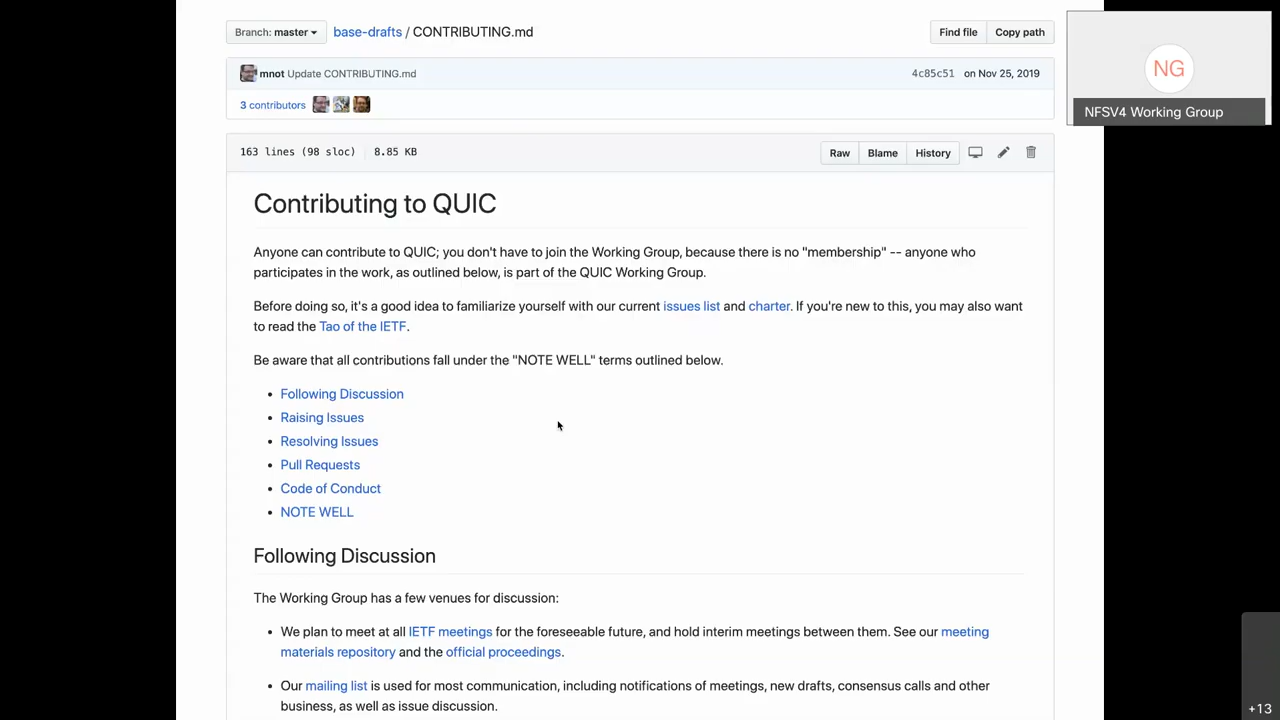 Branch: master
base-drafts / CONTRIBUTING.md
Find file
Copy path
mnot Update CONTRIBUTING.md
4c85c51 on Nov 25, 2019
3 contributors
163 lines (98 sloc) 8.85 KB
Raw
Blame
History
Contributing to QUIC
Anyone can contribute to QUIC; you don't have to join the Working Group, because there is no "membership" -- anyone who
participates in the work, as outlined below, is part of the QUIC Working Group.
Before doing so, it's a good idea to familiarize yourself with our current issues list and charter. If you're new to this, you may also want
to read the Tao of the IETF.
Be aware that all contributions fall under the "NOTE WELL" terms outlined below.
• Following Discussion
• Raising Issues
• Resolving Issues
• Pull Requests
• Code of Conduct
• NOTE WELL
Following Discussion
The Working Group has a few venues for discussion:
• We plan to meet at all IETF meetings for the foreseeable future, and hold interim meetings between them. See our meeting
materials repository and the official proceedings.
• Our mailing list is used for most communication, including notifications of meetings, new drafts, consensus calls and other
business, as well as issue discussion.
NG
NFSV4 Working Group
+13